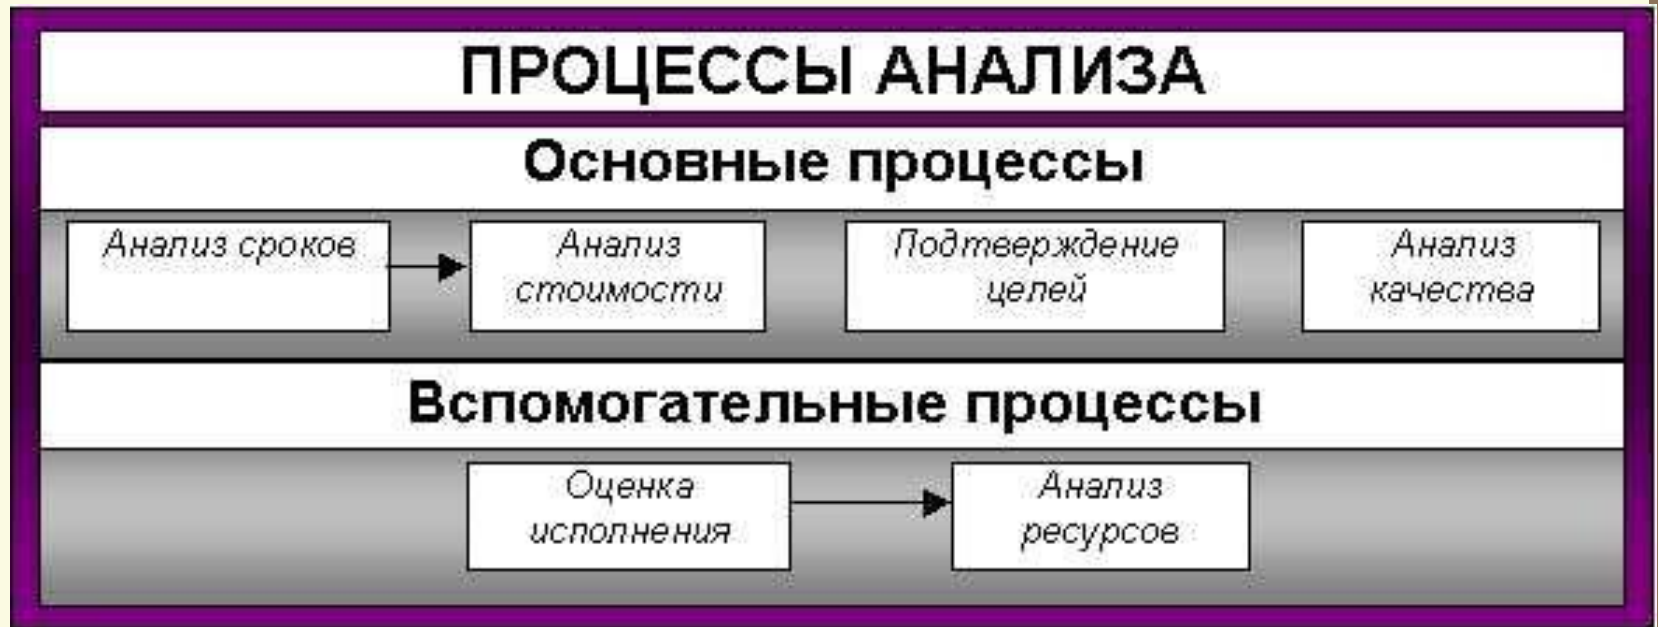 ПРОЦЕССЫ АНАЛИЗА
Основные процессы
Анализ сроков
Анализ
стоимости
Подтверждение
целей
Анализ
качества
Вспомогательные процессы
Оценка
исполнения
Анализ
ресурсов